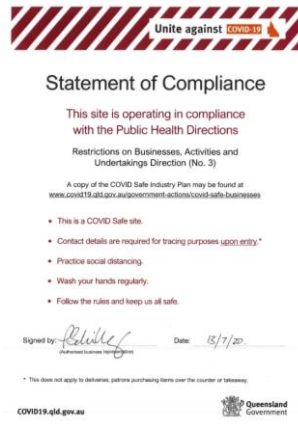 Unite against COVID-19
Statement of Compliance
This site is operating in compliance
with the Public Health Directions
Restrictions on Businesses, Activities and
Undertakings Direction (No. 3)
A copy of the COVID Safe Industry Plan may be found at
www.covid19.qld.gov.au/government-actions/covid-safe-businesses
• This is a COVID Safe site.
• Contact details are required for tracing purposes upon entry.*
• Practice social distancing.
• Wash your hands regularly.
• Follow the rules and keep us all safe.
Signed by: Date: 13/7/20.
(Authorised business representative)
* This does not apply to deliveries, patrons purchasing items over the counter or takeaway.
COVID19.qld.gov.au
Queensland
Government